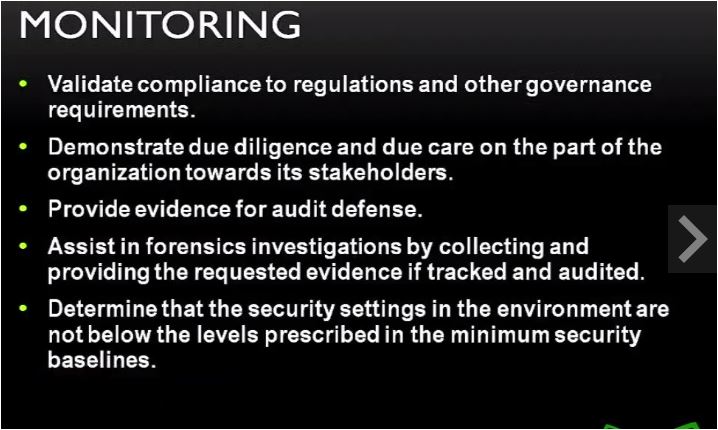 MONITORING
• Validate compliance to regulations and other governance
requirements.
• Demonstrate due diligence and due care on the part of the
organization towards its stakeholders.
• Provide evidence for audit defense.
• Assist in forensics investigations by collecting and
providing the requested evidence if tracked and audited.
• Determine that the security settings in the environment are
not below the levels prescribed in the minimum security
baselines.